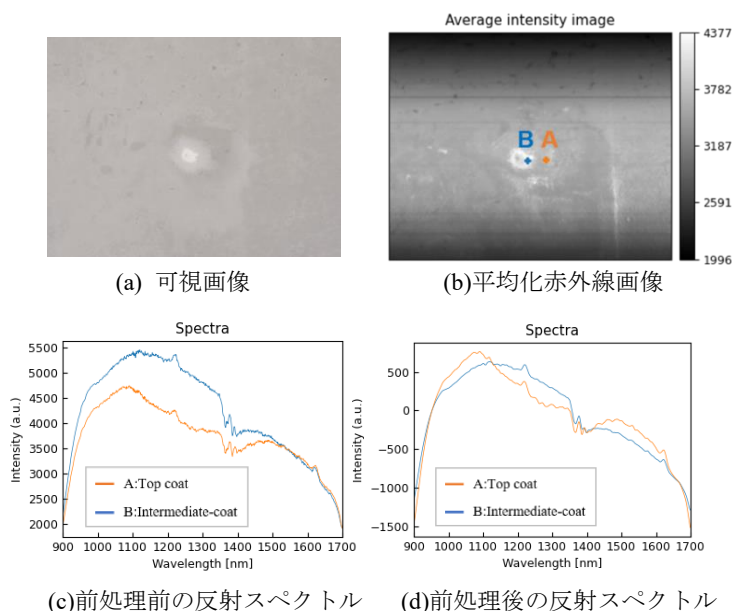 Average intensity image
4377
3782
3187
2591
1996
B A
(a) 可視画像
(b)平均化赤外線画像
Spectra
5500
5000
4500
4000
3500
3000
2500
2000
Intensity (a.u.)
A:Top coat
B:Intermediate-coat
900 1000 1100 1200 1300 1400 1500 1600 1700
Wavelength [nm]
Spectra
500
0
−500
−1000
−1500
Intensity (a.u.)
A:Top coat
B:Intermediate-coat
900 1000 1100 1200 1300 1400 1500 1600 1700
Wavelength [nm]
(c)前処理前の反射スペクトル
(d)前処理後の反射スペクトル